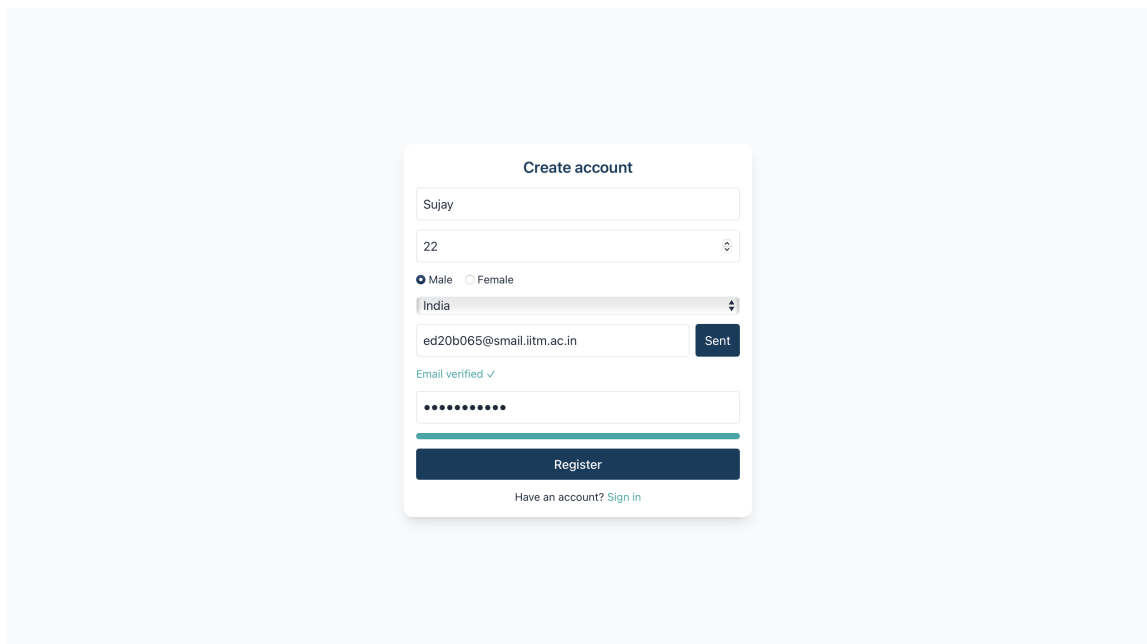 Create account
Sujay
22
Male Female
India
ed20b065@smail.iitm.ac.in Sent
Email verified ✓
•••••••••••
Register
Have an account? Sign in